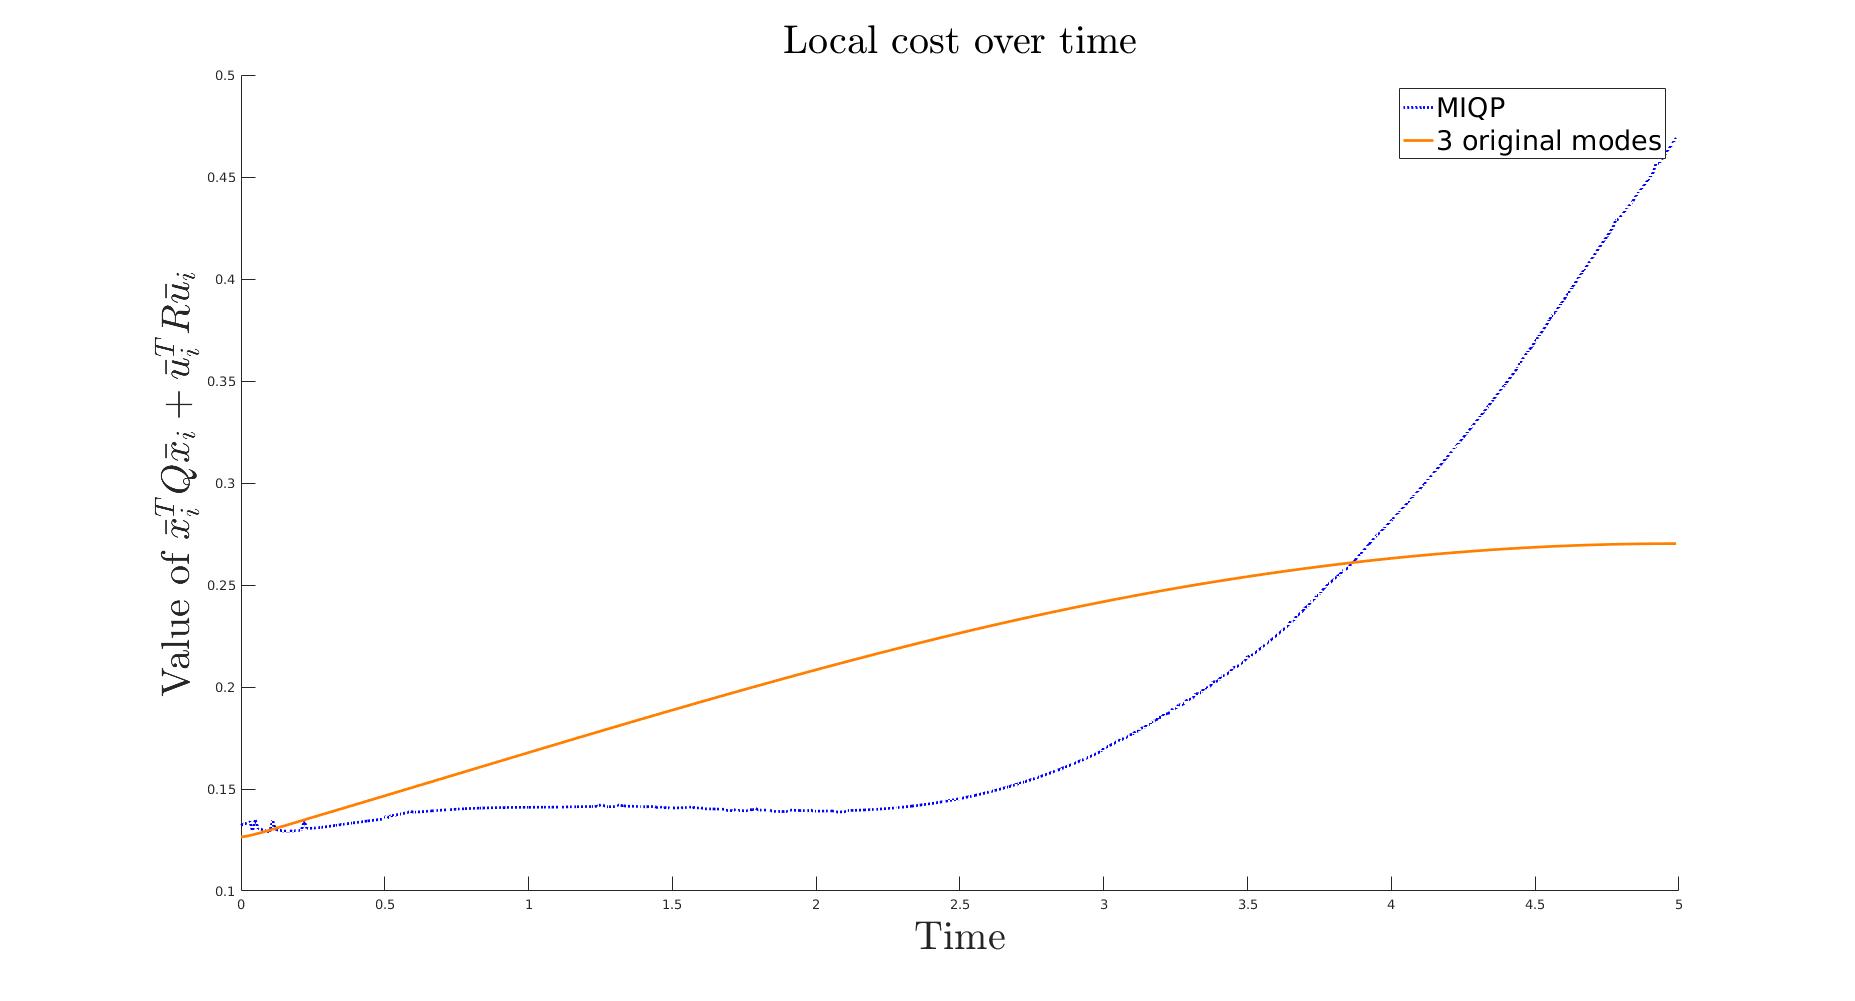 Local cost over time
MIQP
3 original modes
Value of $\bar{x}_i^T Q \bar{x}_i + \bar{u}_i^T R \bar{u}_i$
0.5
0.45
0.4
0.35
0.3
0.25
0.2
0.15
0.1
0 0.5 1 1.5 2 2.5 3 3.5 4 4.5 5
Time